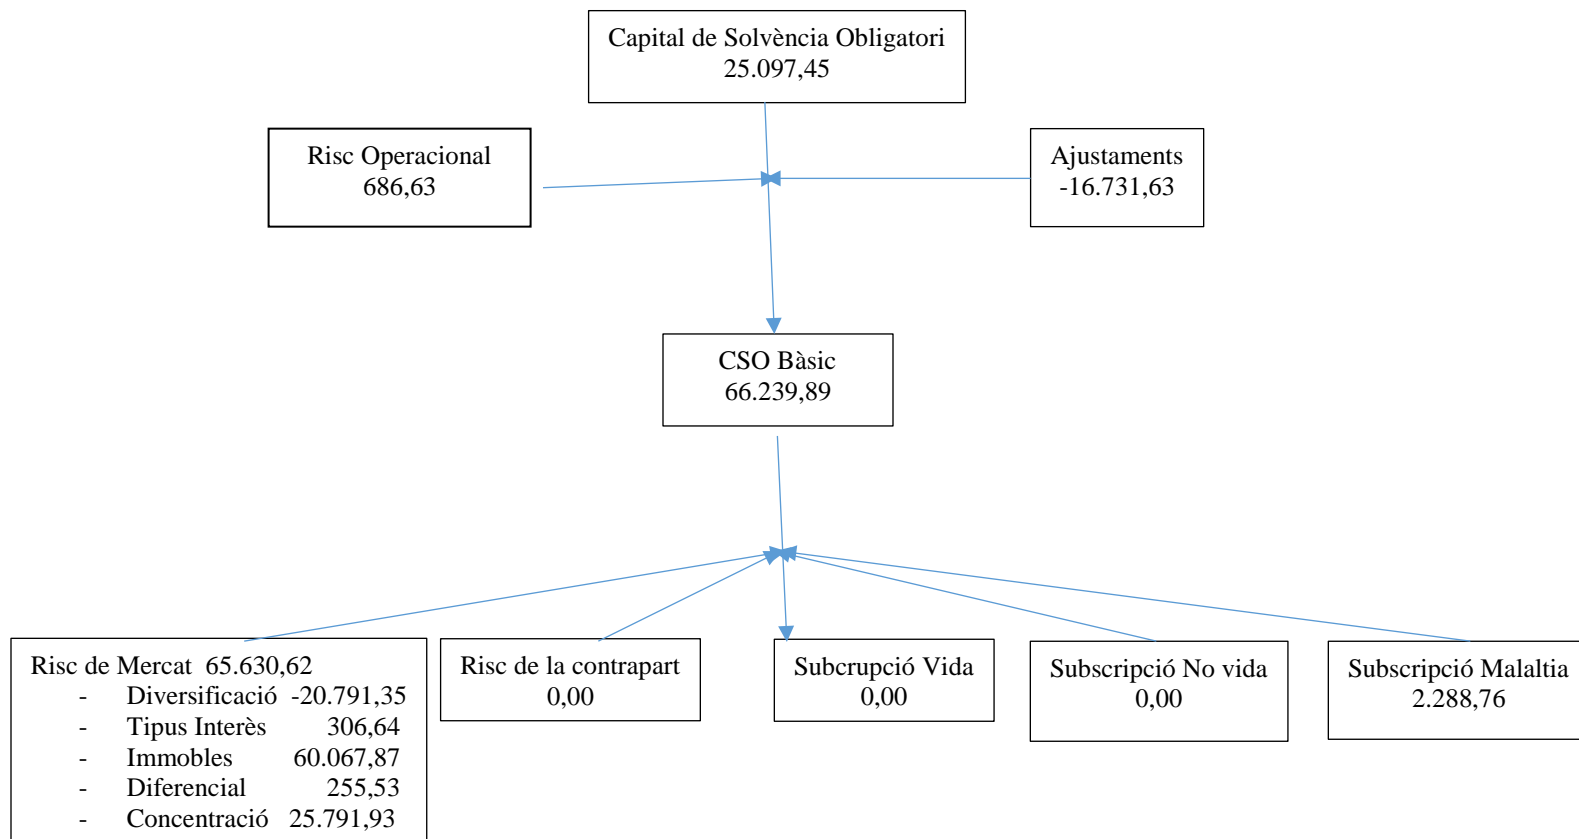 Capital de Solvència Obligatori
25.097,45
Risc Operacional
686,63
Ajustaments
-16.731,63
CSO Bàsic
66.239,89
Risc de Mercat 65.630,62
- Diversificació -20.791,35
- Tipus Interès 306,64
- Immobles 60.067,87
- Diferencial 255,53
- Concentració 25.791,93
Risc de la contrapart
0,00
Subcrupció Vida
0,00
Subscripció No vida
0,00
Subscripció Malaltia
2.288,76